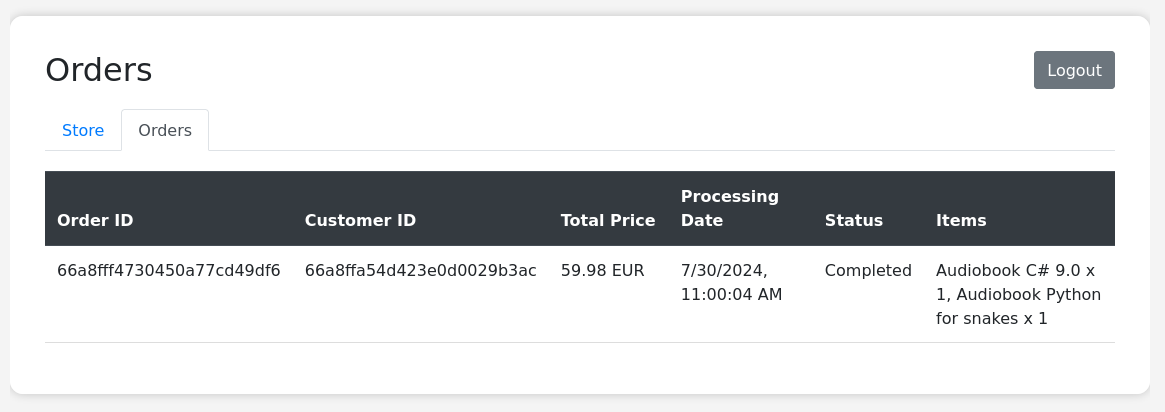 Orders
Logout
Store
Orders
Order ID
Customer ID
Total Price
Processing
Date
Status
Items
66a8fff4730450a77cd49df6
66a8ffa54d423e0d0029b3ac
59.98 EUR
7/30/2024,
11:00:04 AM
Completed
Audiobook C# 9.0 x
1, Audiobook Python
for snakes x 1